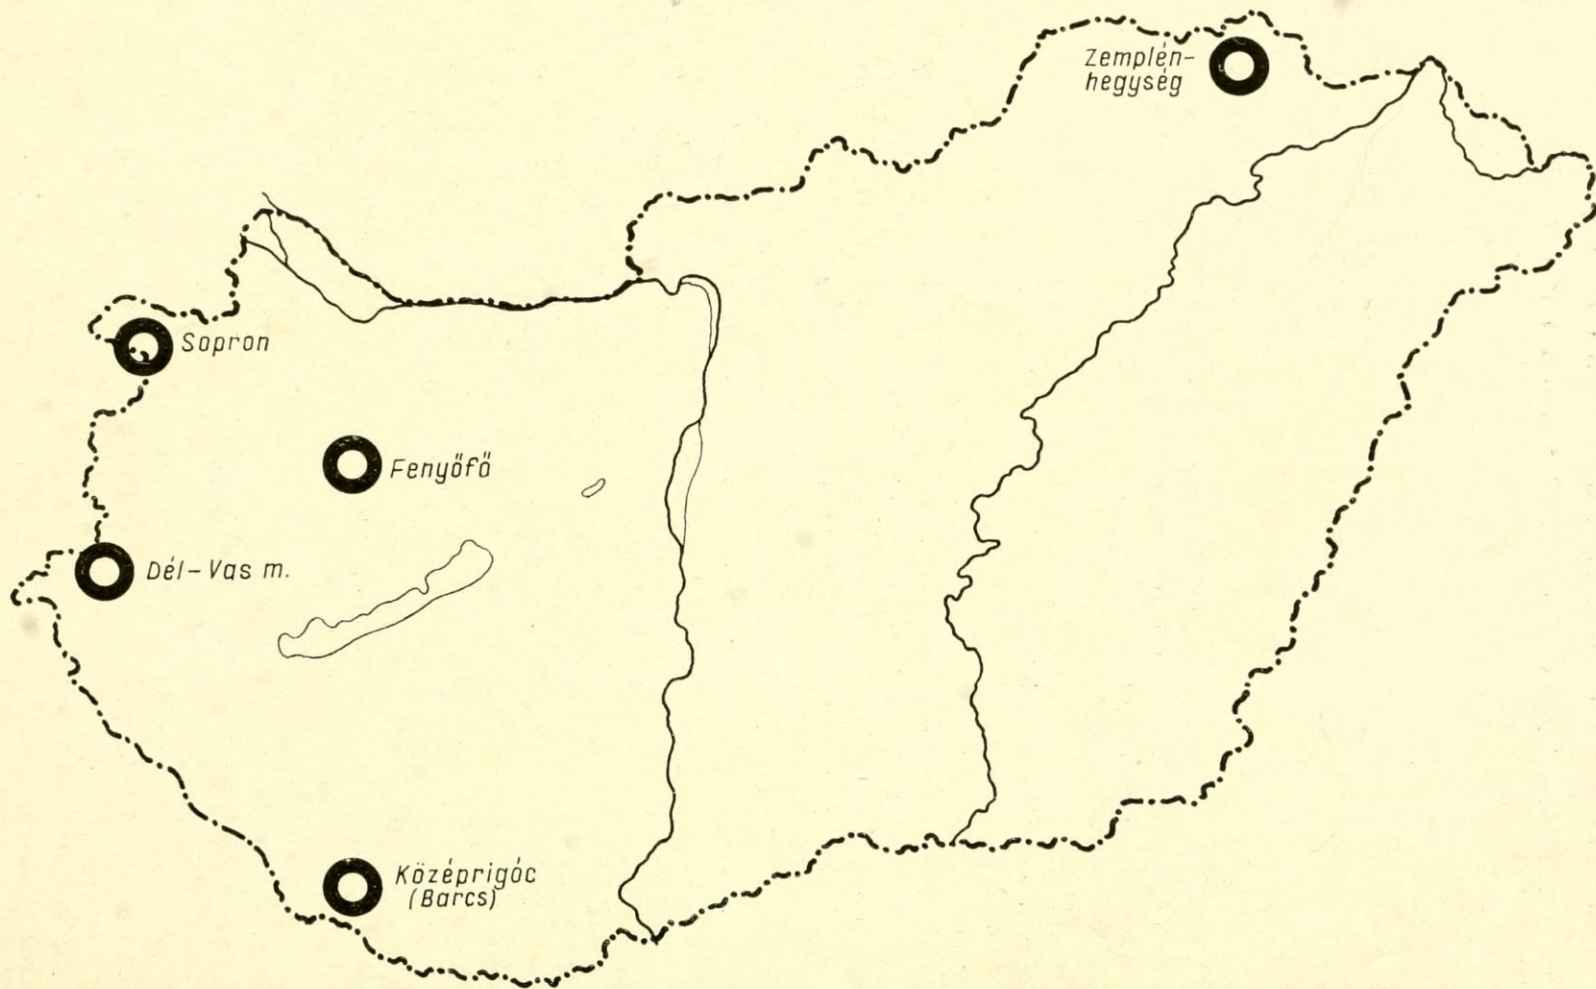 Zemplén-
hegység
Sopron
Fenyőfő
Dél-Vas m.
Középrigóc
(Barcs)